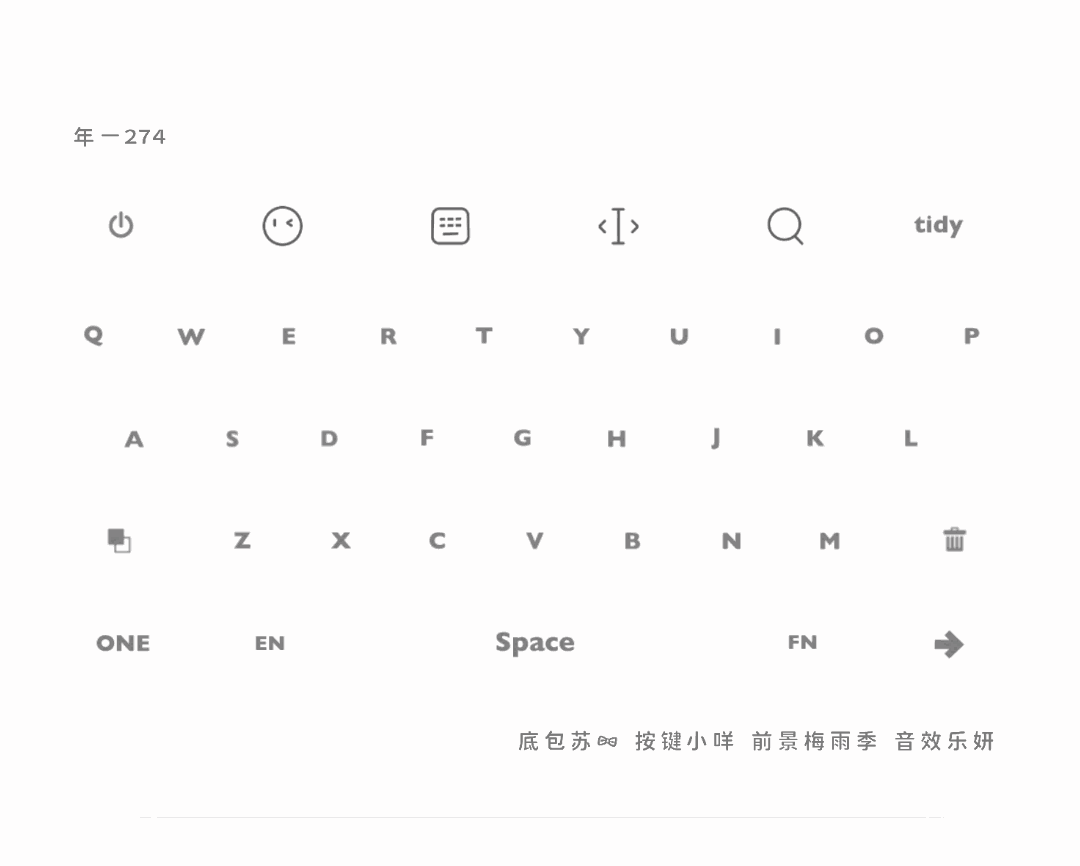 年一274
tidy
Q W E R T Y U I O P
A S D F G H J K L
Z X C V B N M
ONE EN Space FN
底包苏 按键小咩 前景梅雨季 音效乐妍